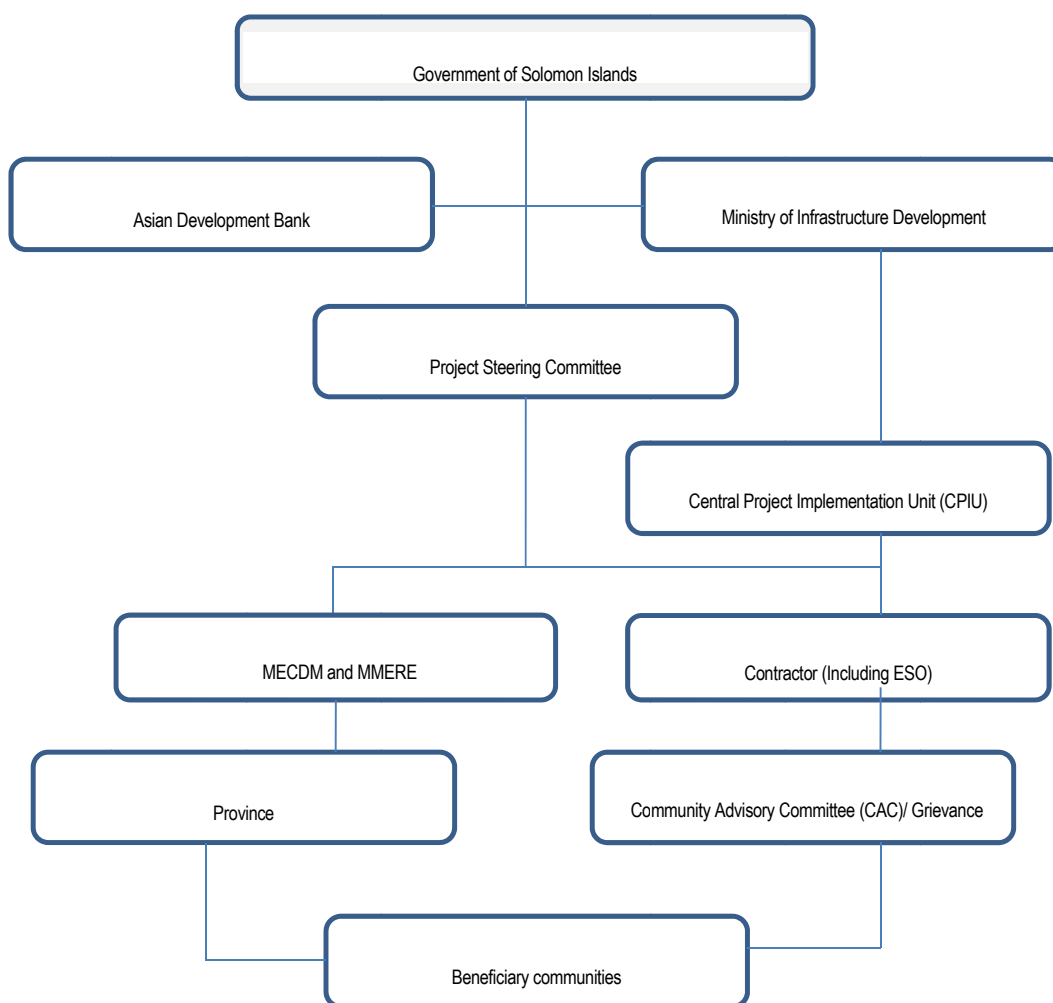 Government of Solomon Islands
Asian Development Bank
Ministry of Infrastructure Development
Project Steering Committee
Central Project Implementation Unit (CPIU)
MECDM and MMERE
Contractor (Including ESO)
Province
Community Advisory Committee (CAC)/ Grievance
Beneficiary communities